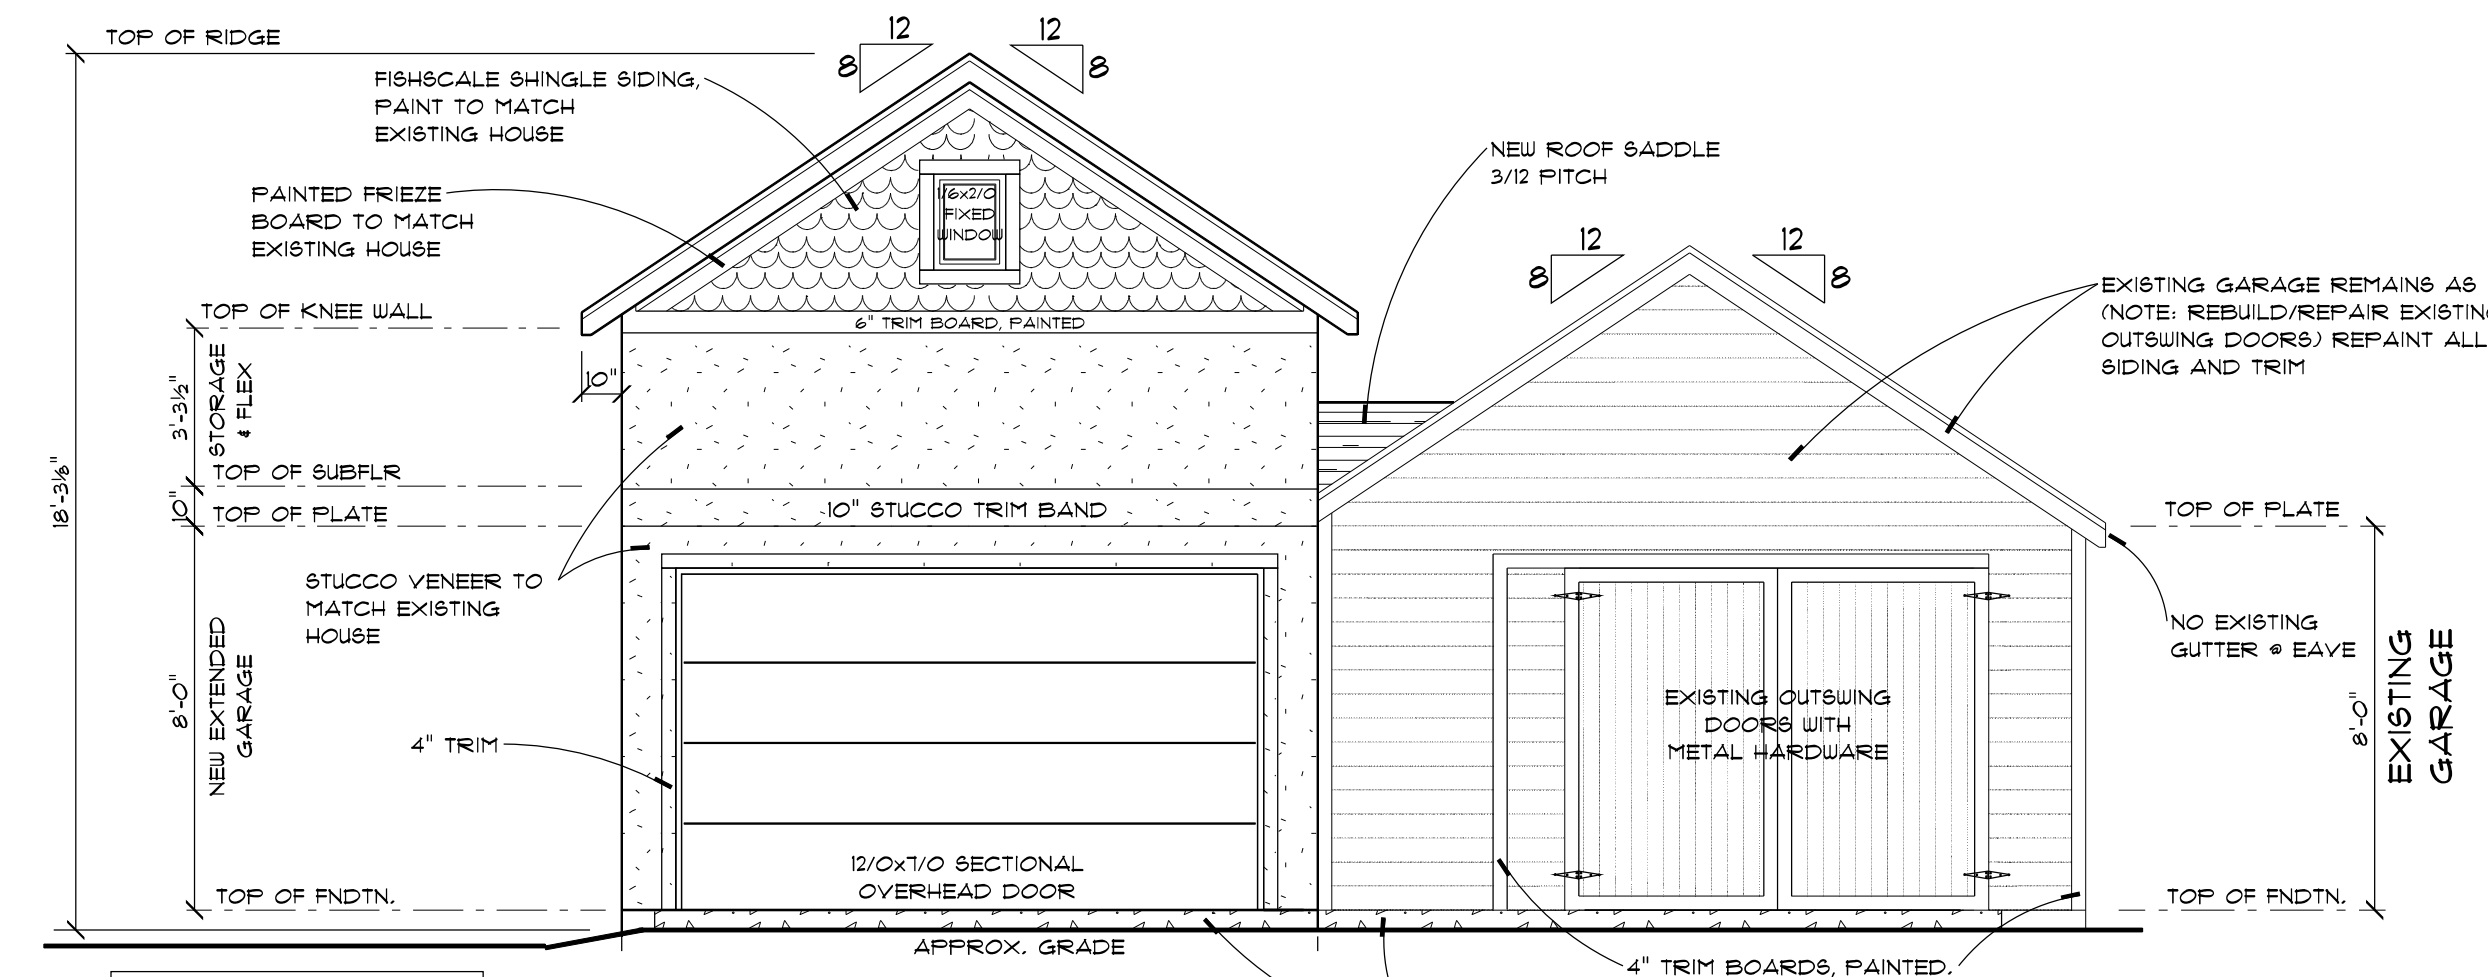 TOP OF RIDGE
12
12
8
8
FISHSCALE SHINGLE SIDING,
PAINT TO MATCH
EXISTING HOUSE
PAINTED FRIEZE
BOARD TO MATCH
EXISTING HOUSE
1/6x2/0
FIXED
WINDOW
NEW ROOF SADDLE
3/12 PITCH
12
12
8
8
EXISTING GARAGE REMAINS AS
(NOTE: REBUILD/REPAIR EXISTING
OUTSWING DOORS) REPAINT ALL
SIDING AND TRIM
TOP OF KNEE WALL
6" TRIM BOARD, PAINTED
10"
3'-3½"
STORAGE
& FLEX
TOP OF SUBFLR
10"
TOP OF PLATE
10" STUCCO TRIM BAND
TOP OF PLATE
18'-3⅛"
STUCCO VENEER TO
MATCH EXISTING
HOUSE
NO EXISTING
GUTTER @ EAVE
8'-0"
NEW EXTENDED
GARAGE
4" TRIM
EXISTING OUTSWING
DOORS WITH
METAL HARDWARE
8'-0"
EXISTING
GARAGE
12/0x7/0 SECTIONAL
OVERHEAD DOOR
TOP OF FNDTN.
TOP OF FNDTN.
APPROX. GRADE
4" TRIM BOARDS, PAINTED.